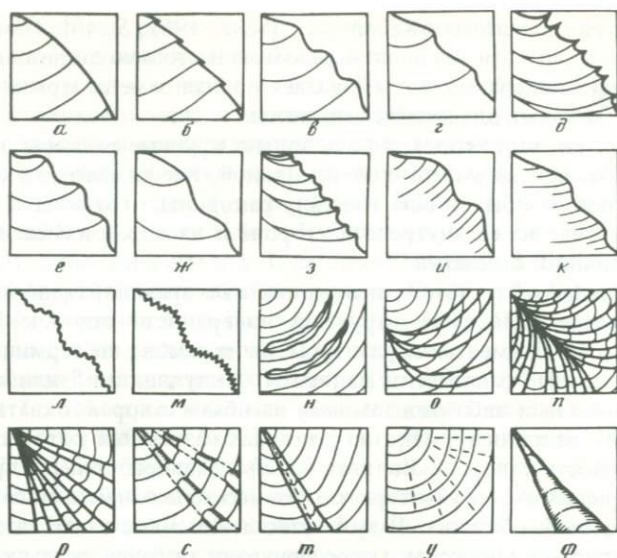 а б в г д
е ж з и к
л м н о п
р с т у ф